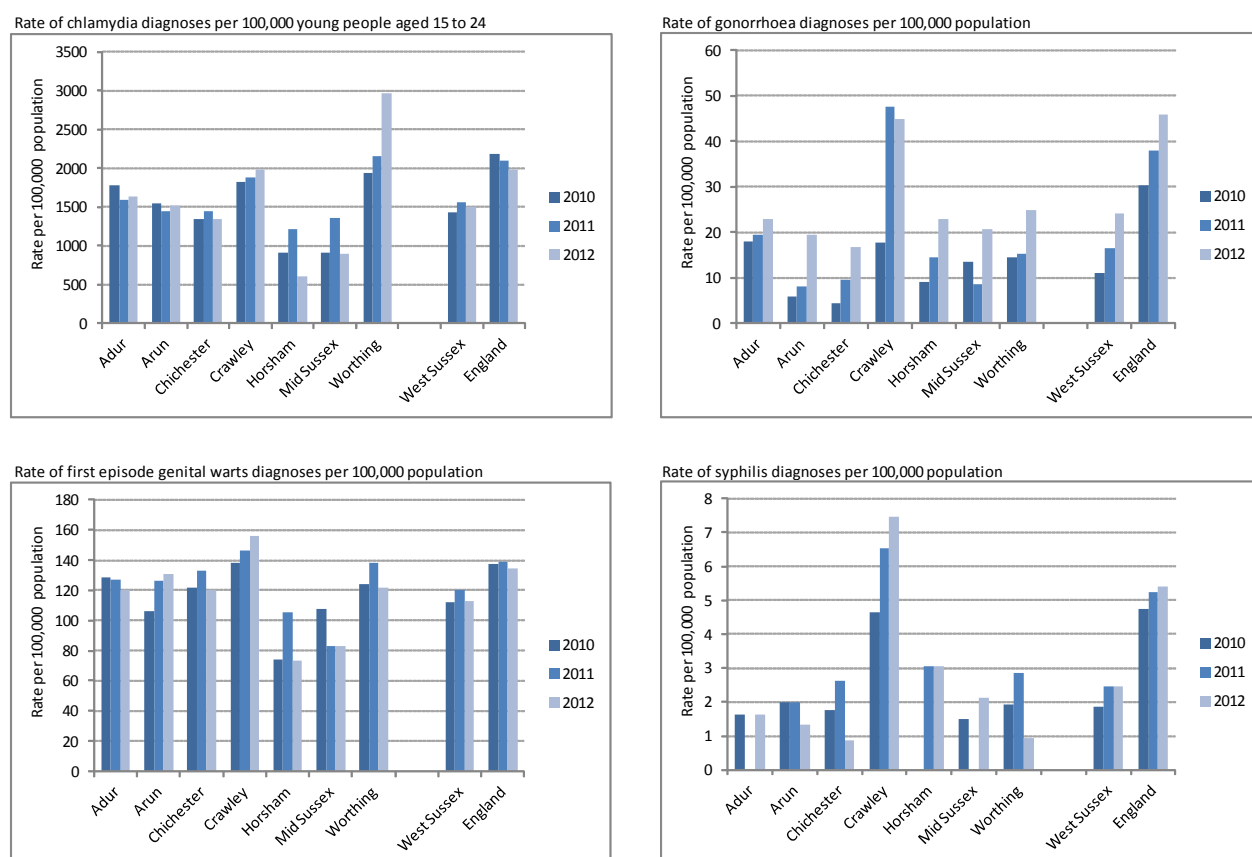 Rate of chlamydia diagnoses per 100,000 young people aged 15 to 24
Rate per 100,000 population
3500
3000
2500
2000
1500
1000
500
0
Adur
Arun
Chichester
Crawley
Horsham
Mid Sussex
Worthing
West Sussex
England
2010
2011
2012
Rate of gonorrhoea diagnoses per 100,000 population
Rate per 100,000 population
60
50
40
30
20
10
0
Adur
Arun
Chichester
Crawley
Horsham
Mid Sussex
Worthing
West Sussex
England
2010
2011
2012
Rate of first episode genital warts diagnoses per 100,000 population
Rate per 100,000 population
180
160
140
120
100
80
60
40
20
0
Adur
Arun
Chichester
Crawley
Horsham
Mid Sussex
Worthing
West Sussex
England
2010
2011
2012
Rate of syphilis diagnoses per 100,000 population
Rate per 100,000 population
8
7
6
5
4
3
2
1
0
Adur
Arun
Chichester
Crawley
Horsham
Mid Sussex
Worthing
West Sussex
England
2010
2011
2012